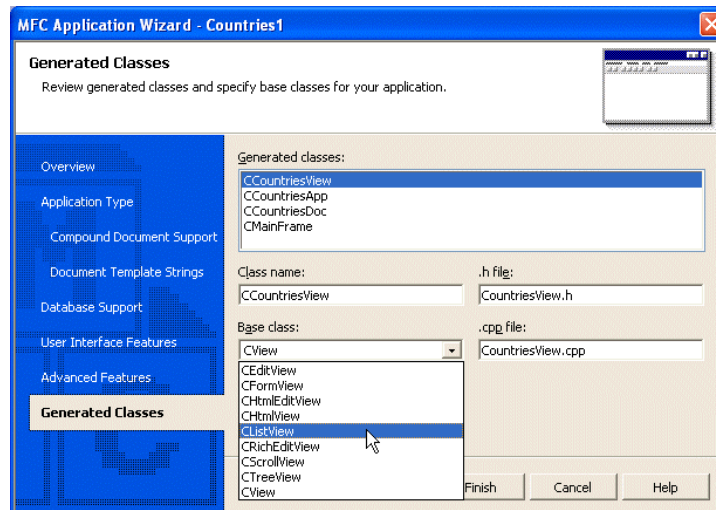 MFC Application Wizard - Countries1
Generated Classes
Review generated classes and specify base classes for your application.
Overview
Application Type
Compound Document Support
Document Template Strings
Database Support
User Interface Features
Advanced Features
Generated Classes
Generated classes:
CCountriesView
CCountriesApp
CCountriesDoc
CMainFrame
Class name:
.h file:
CCountriesView
CountriesView.h
Base class:
.cpp file:
CView
CountriesView.cpp
CEditView
CFormView
CHtmlEditView
CHtmlView
CListView
CRichEditView
CScrollView
CTreeView
CView
Finish
Cancel
Help